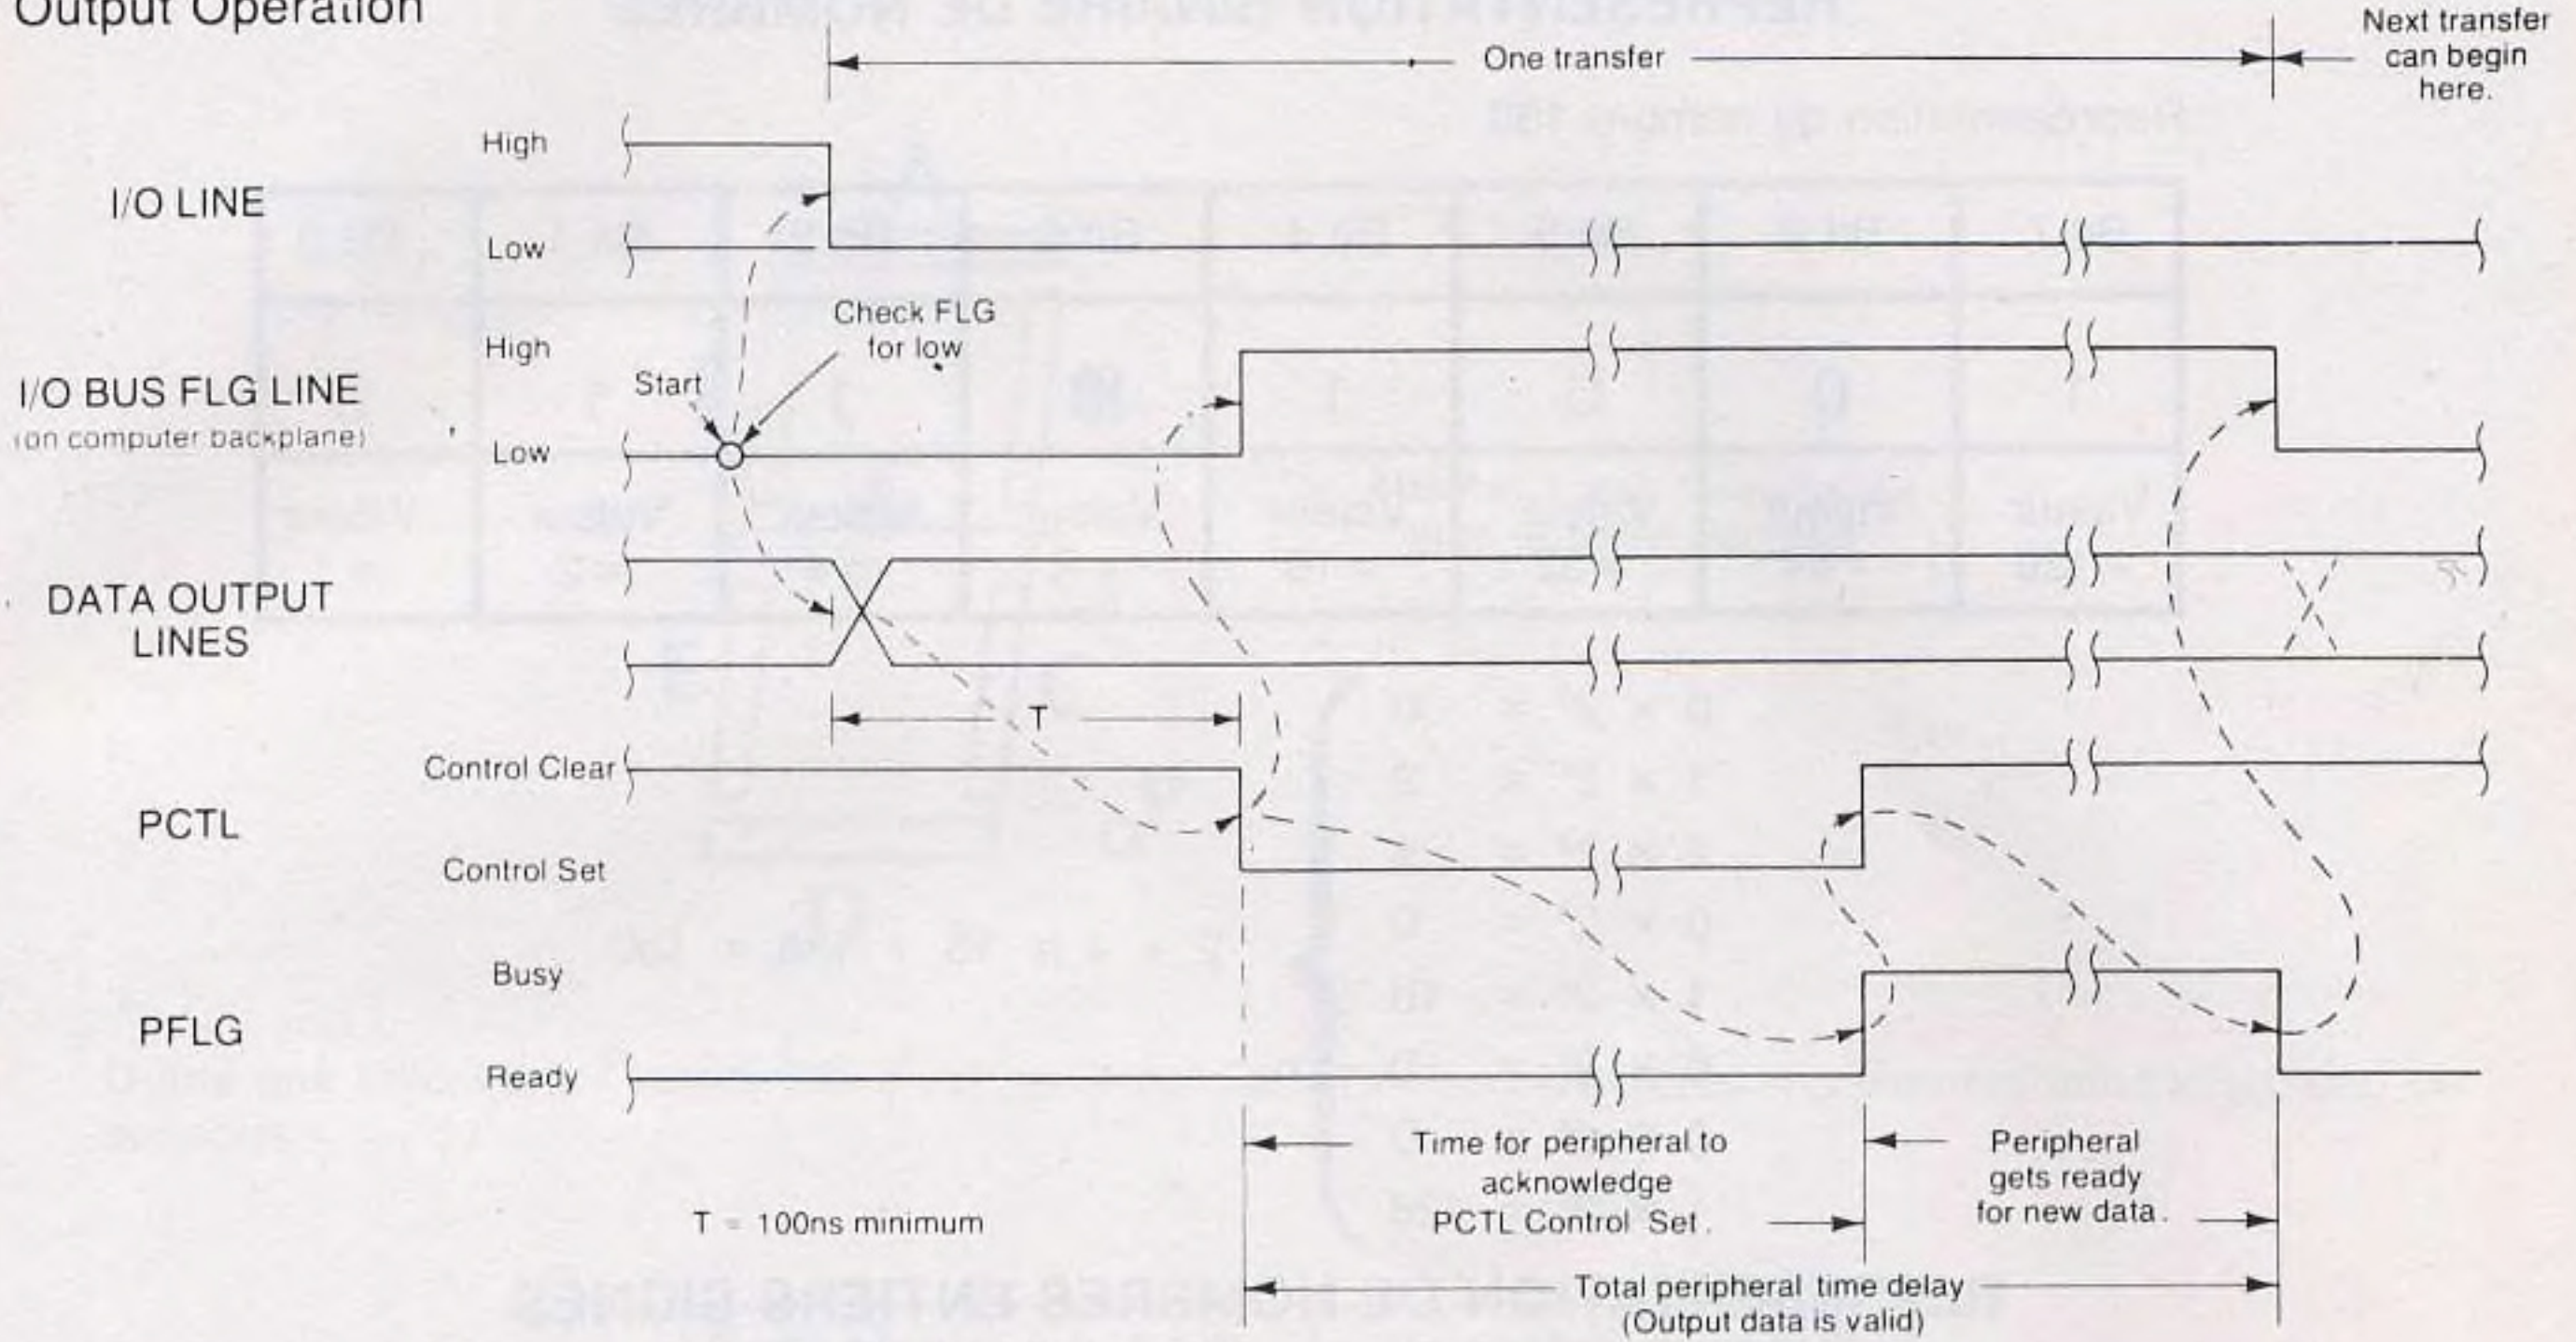 Output Operation
One transfer
Next transfer
can begin
here.
High
I/O LINE
Low
Check FLG
for low
High
Start
I/O BUS FLG LINE
(on computer backplane)
Low
DATA OUTPUT
LINES
T
Control Clear
PCTL
Control Set
Busy
PFLG
Ready
Time for peripheral to
acknowledge
PCTL Control Set.
Peripheral
gets ready
for new data.
T = 100ns minimum
Total peripheral time delay
(Output data is valid)